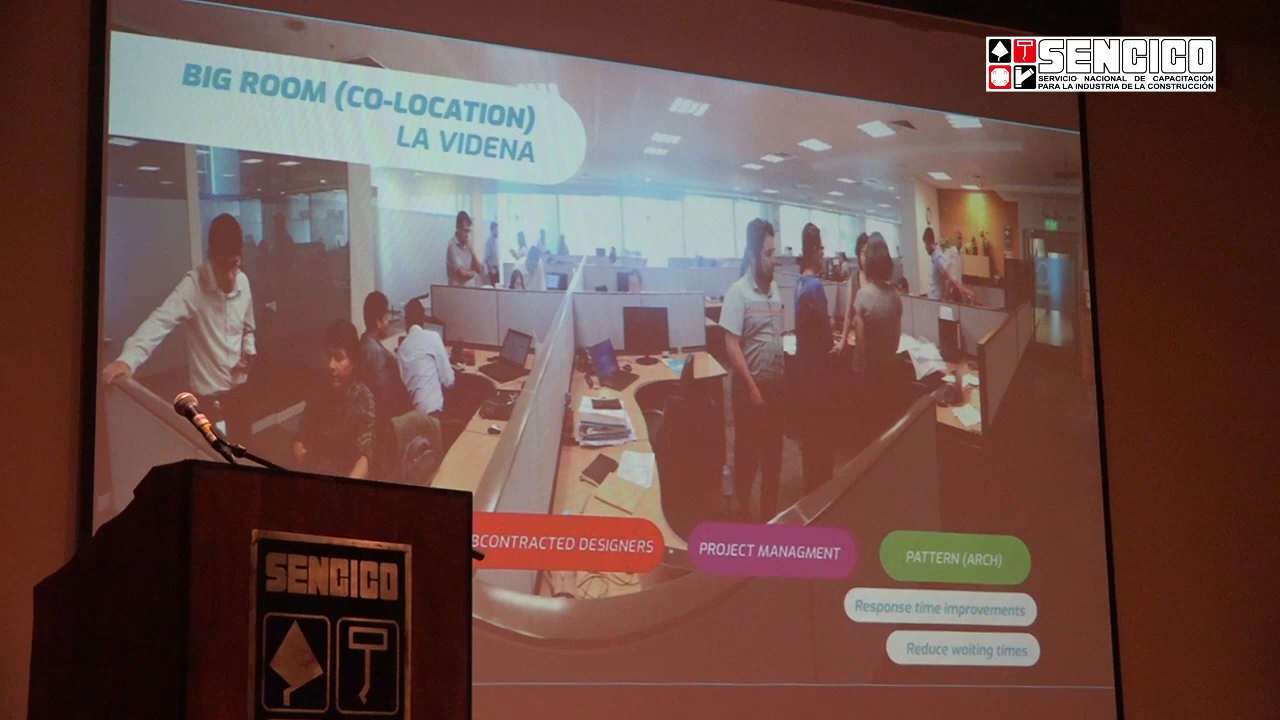 BIG ROOM (CO-LOCATION)
LA VIDENA
SENCICO
SERVICIO NACIONAL DE CAPACITACIÓN
PARA LA INDUSTRIA DE LA CONSTRUCCIÓN
BCONTRACTED DESIGNERS
PROJECT MANAGMENT
PATTERN (ARCH)
Response time improvements
Reduce waiting times
SENCICO